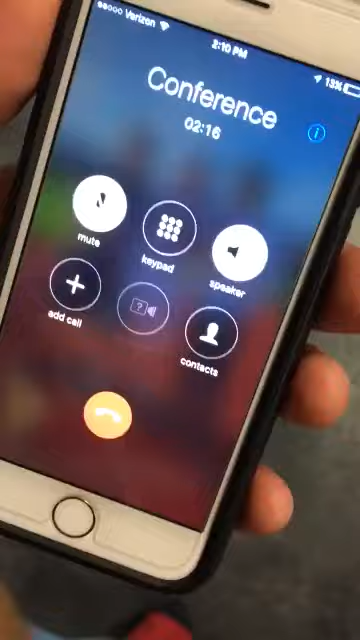 Verizon
2:10 PM
13%
Conference
02:16
mute
keypad
speaker
add call
?
contacts